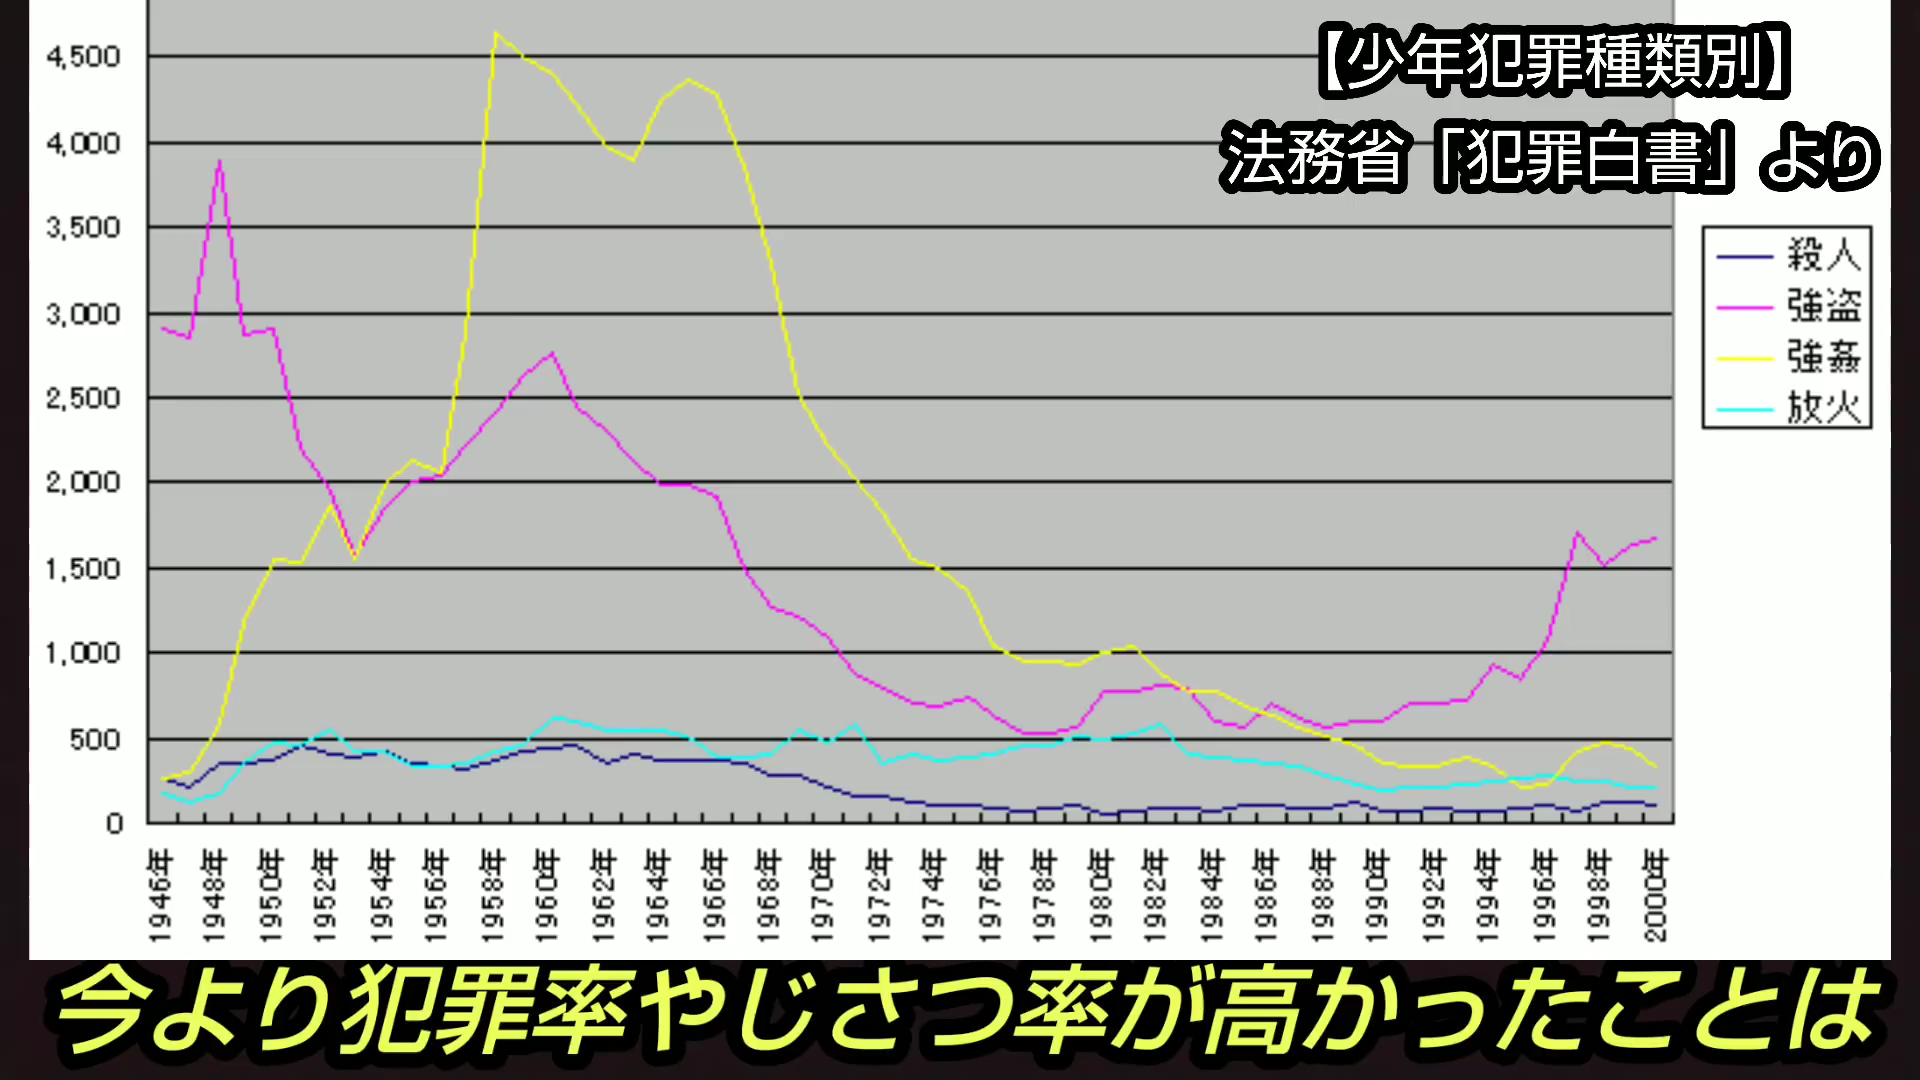 【少年犯罪種類別】
法務省「犯罪白書」より
4,500
4,000
3,500
3,000
2,500
2,000
1,500
1,000
500
0
殺人
強盗
強姦
放火
1946年
1948年
1950年
1952年
1954年
1956年
1958年
1960年
1962年
1964年
1966年
1968年
1970年
1972年
1974年
1976年
1978年
1980年
1982年
1984年
1986年
1988年
1990年
1992年
1994年
1996年
1998年
2000年
今より犯罪率やじさつ率が高かったことは